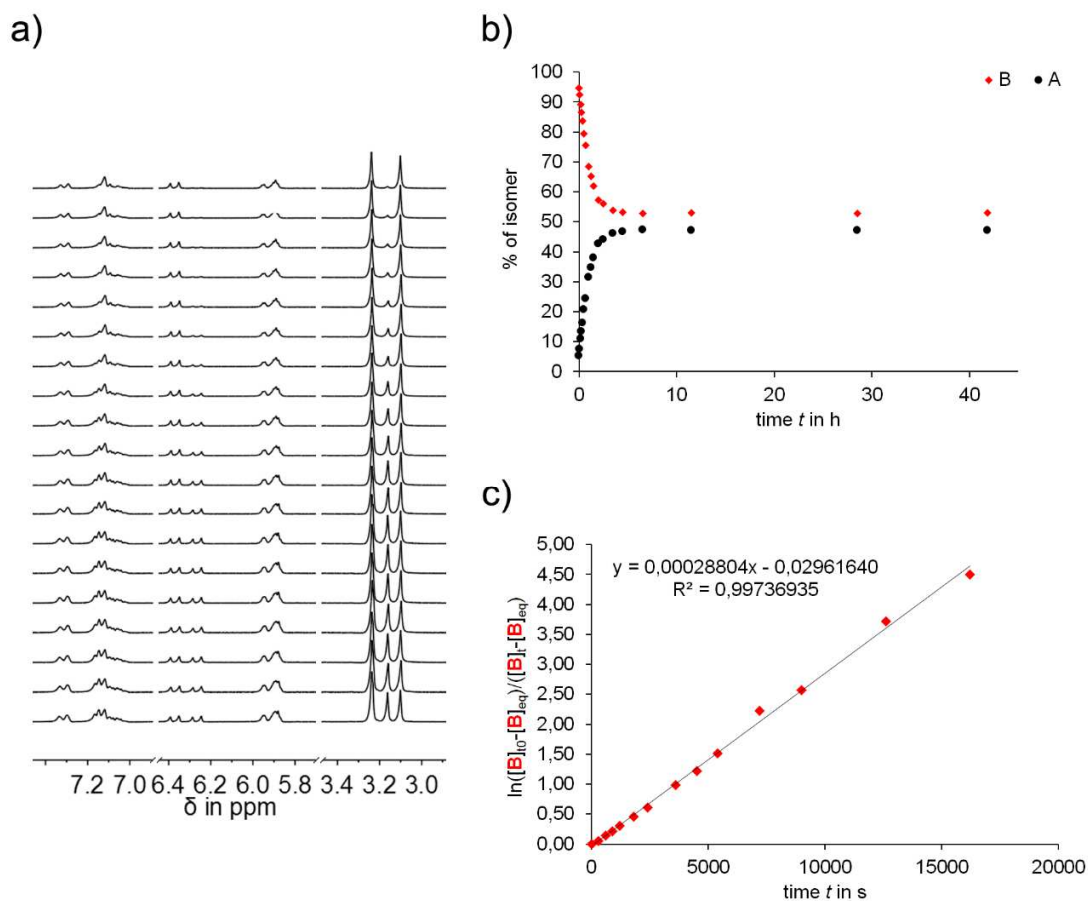 a)
7.2 7.0 6.4 6.2 6.0 5.8 3.4 3.2 3.0
δ in ppm
b)
100
90
80
70
60
50
40
30
20
10
0
% of isomer
B A
0 10 20 30 40
time t in h
c)
5,00
4,50
4,00
3,50
3,00
2,50
2,00
1,50
1,00
0,50
0,00
ln([B]t0-[B]eq)/([B]t-[B]eq)
y = 0,00028804x - 0,02961640
R² = 0,99736935
0 5000 10000 15000 20000
time t in s